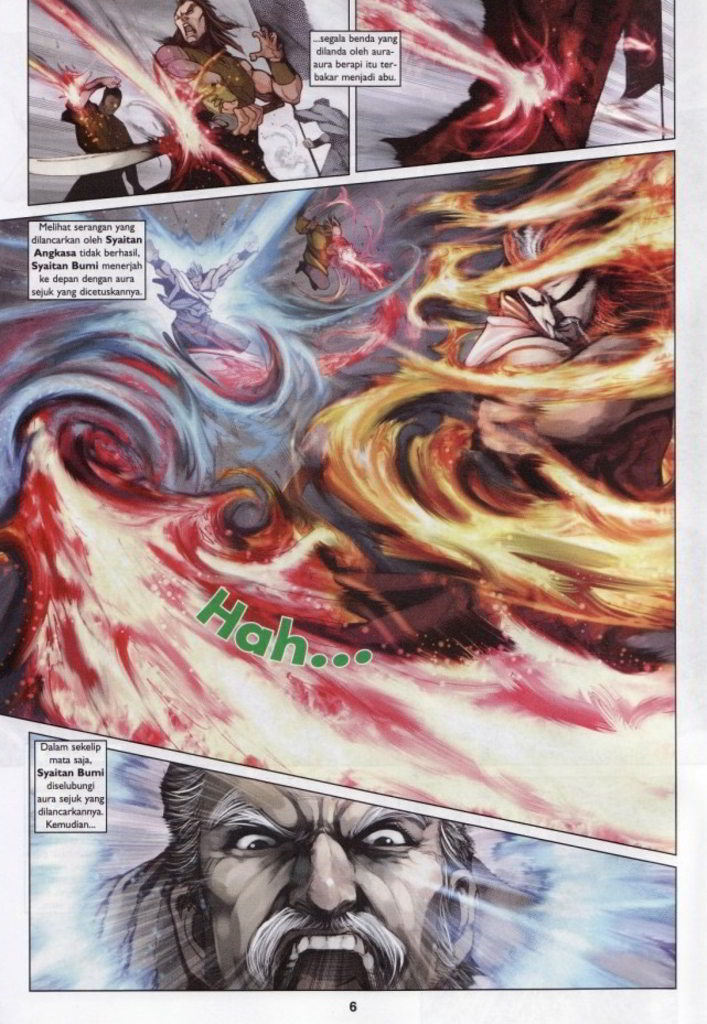 ...segala benda yang
dilanda oleh aura-
aura berapi itu ter-
bakar menjadi abu.
Melihat serangan yang
dilancarkan oleh Syaitan
Angkasa tidak berhasil,
Syaitan Bumi menerjah
ke depan dengan aura
sejuk yang dicetuskannya.
Hah...
Dalam sekelip
mata saja,
Syaitan Bumi
diselubungi
aura sejuk yang
dilancarkannya.
Kemudian...
6